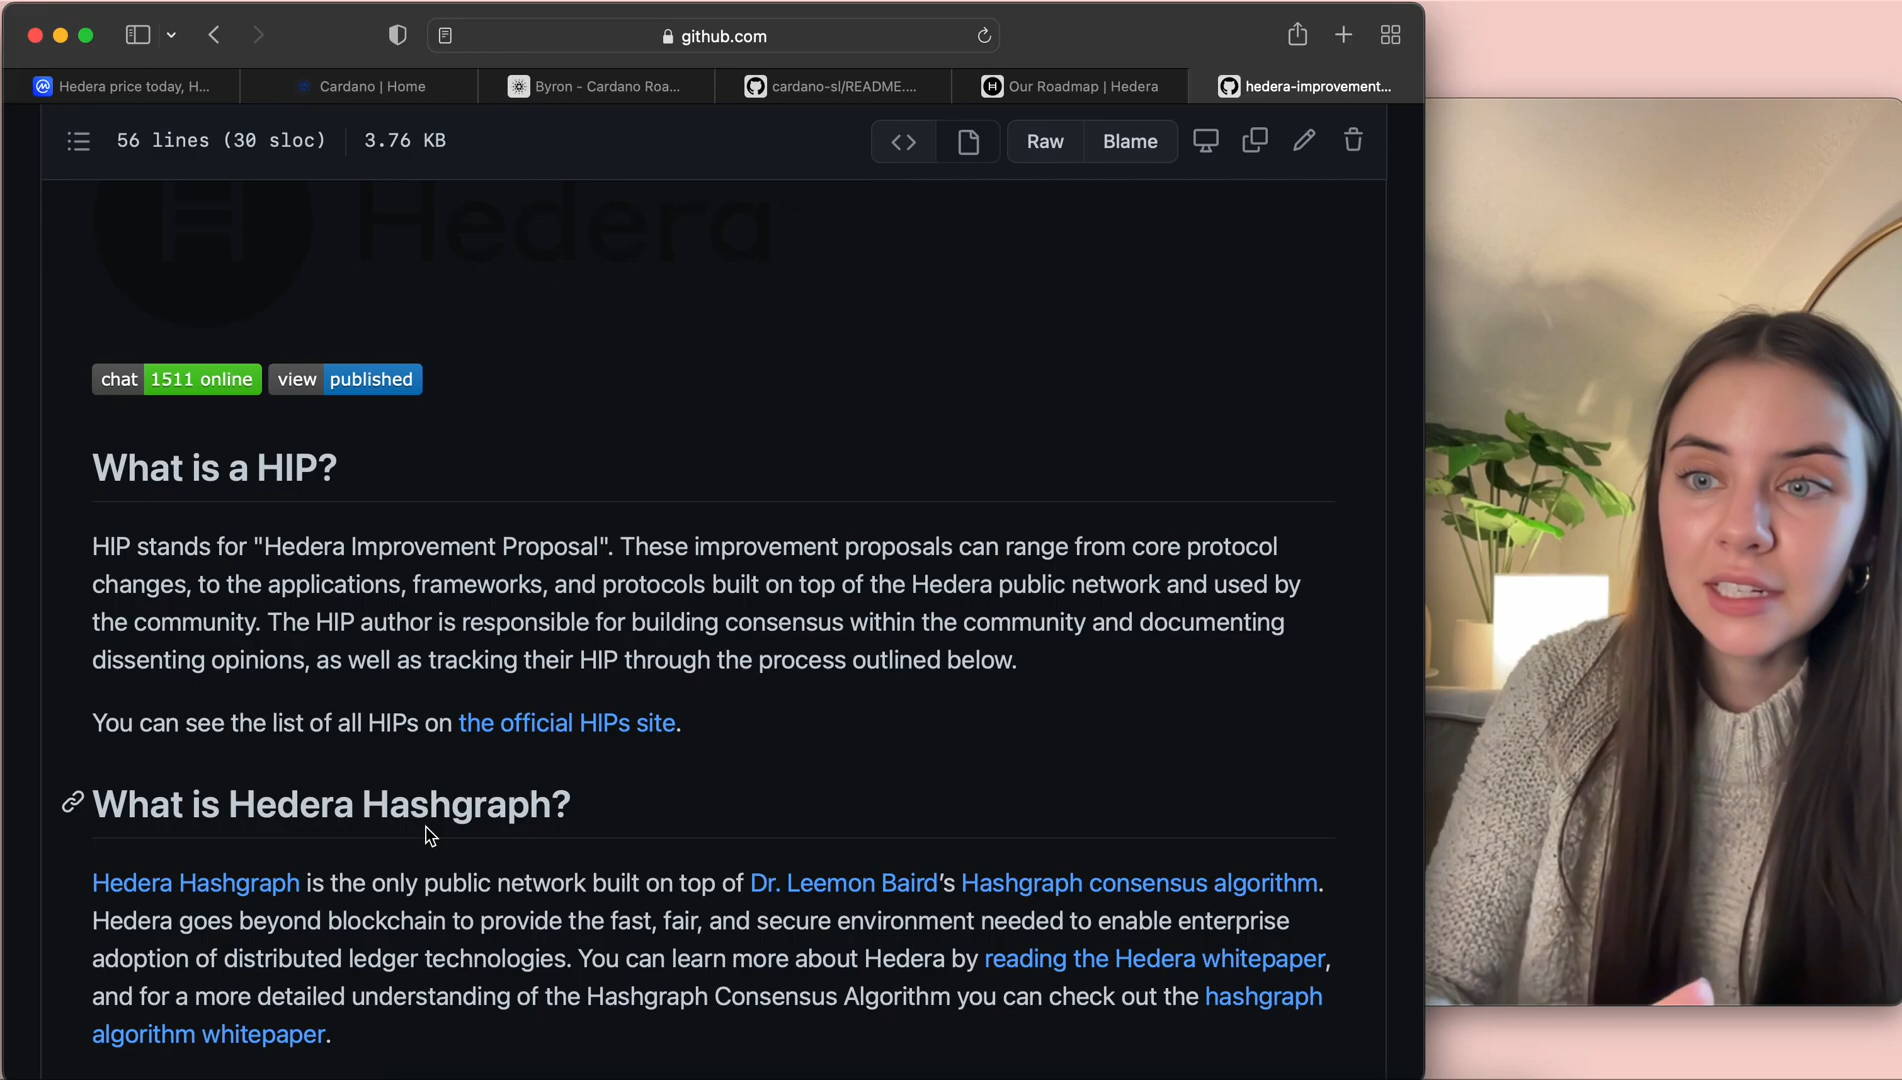 github.com
Hedera price today, H...
Cardano | Home
Byron - Cardano Roa...
cardano-sl/README....
Our Roadmap | Hedera
hedera-improvement...
56 lines (30 sloc) 3.76 KB
Raw
Blame
Hedera
chat 1511 online view published
What is a HIP?
HIP stands for "Hedera Improvement Proposal". These improvement proposals can range from core protocol
changes, to the applications, frameworks, and protocols built on top of the Hedera public network and used by
the community. The HIP author is responsible for building consensus within the community and documenting
dissenting opinions, as well as tracking their HIP through the process outlined below.
You can see the list of all HIPs on the official HIPs site.
What is Hedera Hashgraph?
Hedera Hashgraph is the only public network built on top of Dr. Leemon Baird's Hashgraph consensus algorithm.
Hedera goes beyond blockchain to provide the fast, fair, and secure environment needed to enable enterprise
adoption of distributed ledger technologies. You can learn more about Hedera by reading the Hedera whitepaper,
and for a more detailed understanding of the Hashgraph Consensus Algorithm you can check out the hashgraph
algorithm whitepaper.